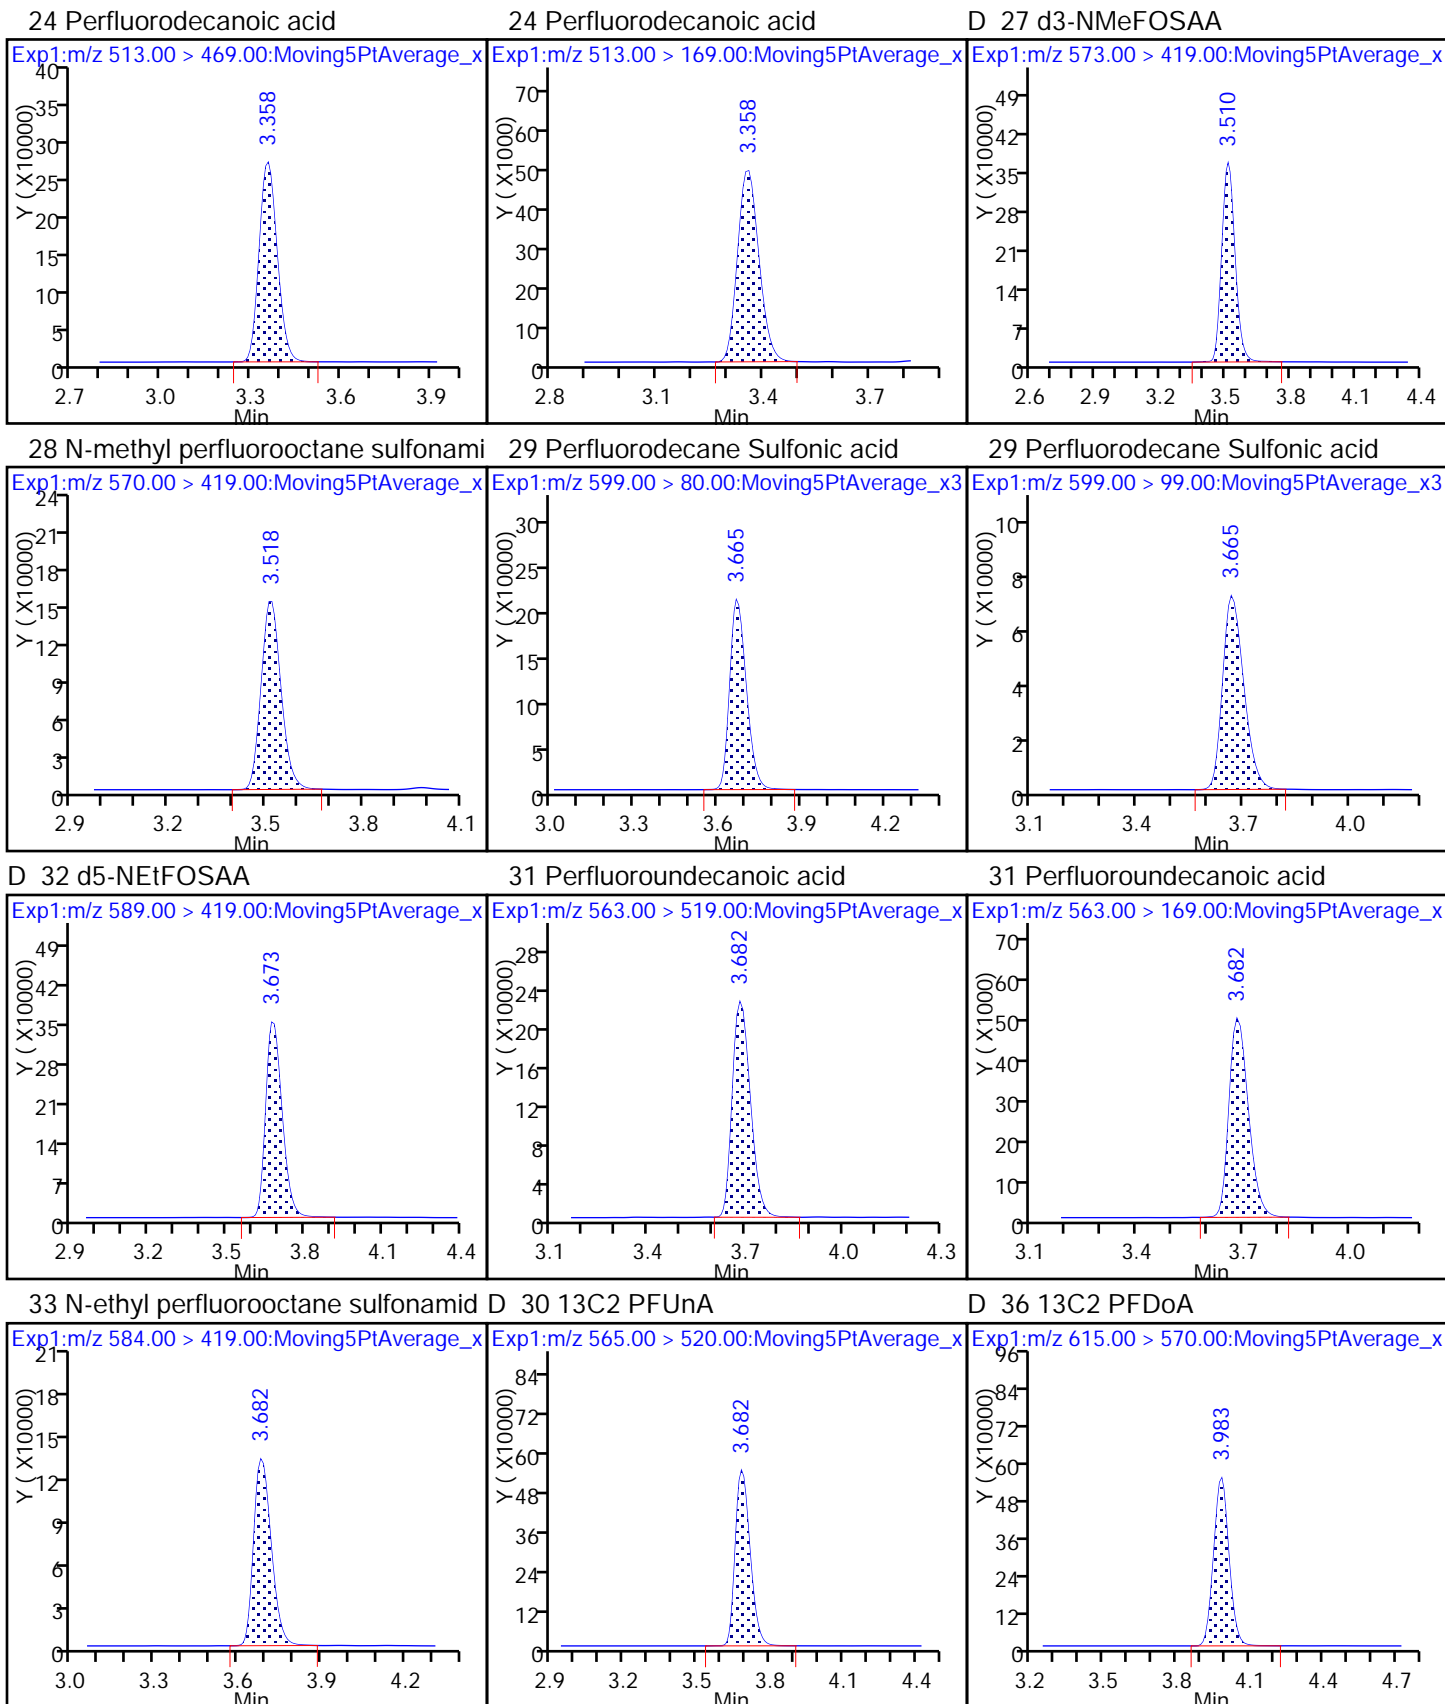 24 Perfluorodecanoic acid
Exp1:m/z 513.00 > 469.00:Moving5PtAverage_x
Y ( X10000)
40
35
30
25
20
15
10
5
0
3.358
2.7 3.0 3.3 3.6 3.9
Min
24 Perfluorodecanoic acid
Exp1:m/z 513.00 > 169.00:Moving5PtAverage_x
Y ( X10000)
70
60
50
40
30
20
10
0
3.358
2.8 3.1 3.4 3.7
Min
D 27 d3-NMeFOSAA
Exp1:m/z 573.00 > 419.00:Moving5PtAverage_x
Y ( X10000)
49
42
35
28
21
14
7
0
3.510
2.6 2.9 3.2 3.5 3.8 4.1 4.4
Min
28 N-methyl perfluorooctane sulfonami
Exp1:m/z 570.00 > 419.00:Moving5PtAverage_x
Y ( X10000)
24
21
18
15
12
9
6
3
0
3.518
2.9 3.2 3.5 3.8 4.1
Min
29 Perfluorodecane Sulfonic acid
Exp1:m/z 599.00 > 80.00:Moving5PtAverage_x3
Y ( X10000)
30
25
20
15
10
5
0
3.665
3.0 3.3 3.6 3.9 4.2
Min
29 Perfluorodecane Sulfonic acid
Exp1:m/z 599.00 > 99.00:Moving5PtAverage_x3
Y ( X10000)
10
8
6
4
2
0
3.665
3.1 3.4 3.7 4.0
Min
D 32 d5-NEtFOSAA
Exp1:m/z 589.00 > 419.00:Moving5PtAverage_x
Y ( X10000)
49
42
35
28
21
14
7
0
3.673
2.9 3.2 3.5 3.8 4.1 4.4
Min
31 Perfluoroundecanoic acid
Exp1:m/z 563.00 > 519.00:Moving5PtAverage_x
Y ( X10000)
28
24
20
16
12
8
4
0
3.682
3.1 3.4 3.7 4.0 4.3
Min
31 Perfluoroundecanoic acid
Exp1:m/z 563.00 > 169.00:Moving5PtAverage_x
Y ( X10000)
70
60
50
40
30
20
10
0
3.682
3.1 3.4 3.7 4.0
Min
33 N-ethyl perfluorooctane sulfonamid
Exp1:m/z 584.00 > 419.00:Moving5PtAverage_x
Y ( X10000)
21
18
15
12
9
6
3
0
3.682
3.0 3.3 3.6 3.9 4.2
Min
D 30 13C2 PFUnA
Exp1:m/z 565.00 > 520.00:Moving5PtAverage_x
Y ( X10000)
84
72
60
48
36
24
12
0
3.682
2.9 3.2 3.5 3.8 4.1 4.4
Min
D 36 13C2 PFDoA
Exp1:m/z 615.00 > 570.00:Moving5PtAverage_x
Y ( X10000)
96
84
72
60
48
36
24
12
0
3.983
3.2 3.5 3.8 4.1 4.4 4.7
Min